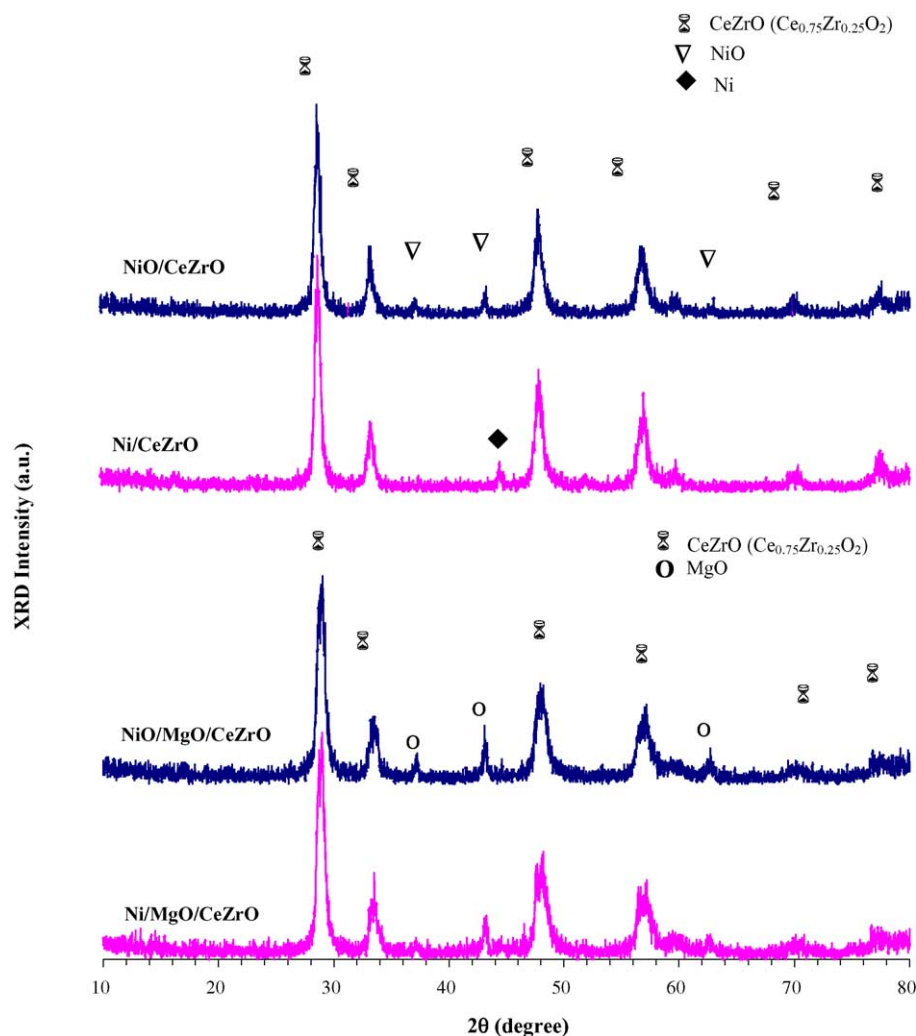 CeZrO (Ce₀.₇₅Zr₀.₂₅O₂)
NiO
Ni
NiO/CeZrO
Ni/CeZrO
CeZrO (Ce₀.₇₅Zr₀.₂₅O₂)
MgO
XRD Intensity (a.u.)
NiO/MgO/CeZrO
Ni/MgO/CeZrO
10 20 30 40 50 60 70 80
2θ (degree)